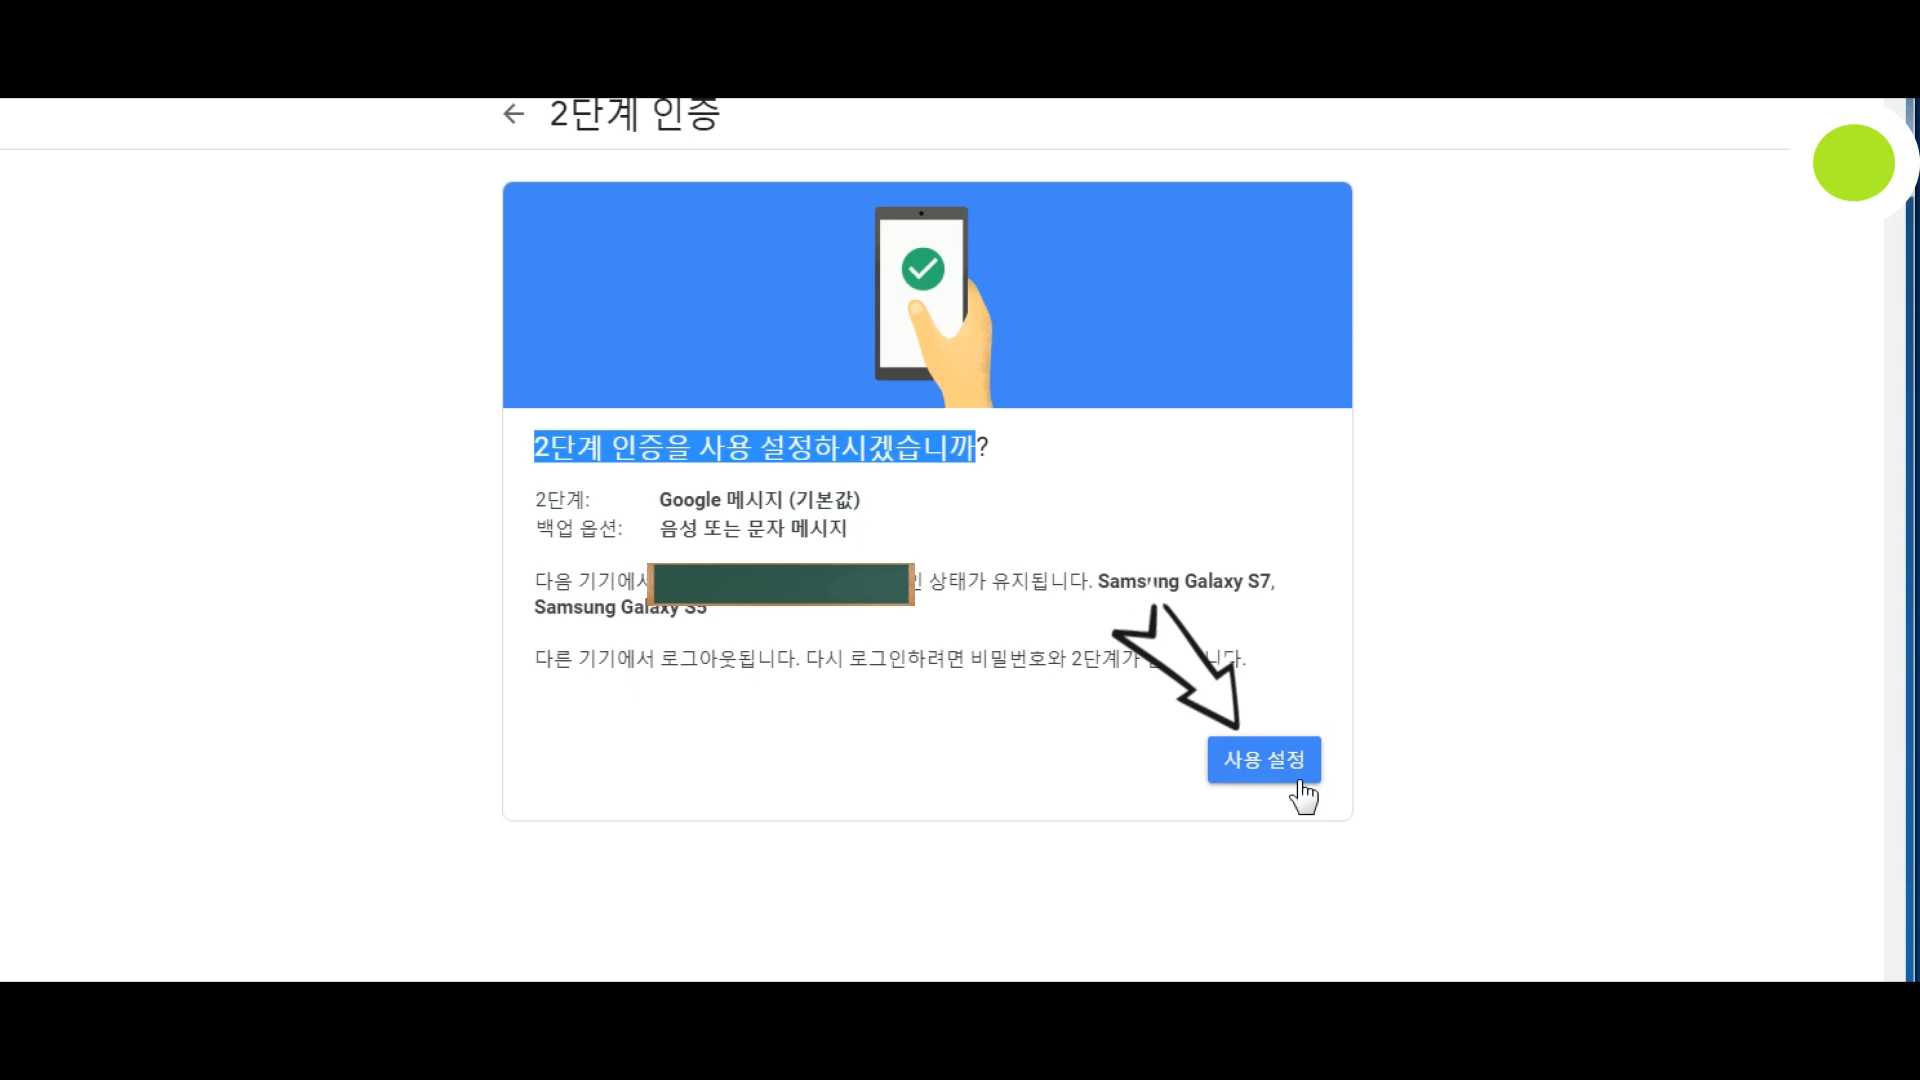 2단계 인증
2단계 인증을 사용 설정하시겠습니까?
2단계: Google 메시지 (기본값)
백업 옵션: 음성 또는 문자 메시지
다음 기기에서 상태가 유지됩니다. Samsung Galaxy S7,
Samsung Galaxy S5
다른 기기에서 로그아웃됩니다. 다시 로그인하려면 비밀번호와 2단계가
사용 설정